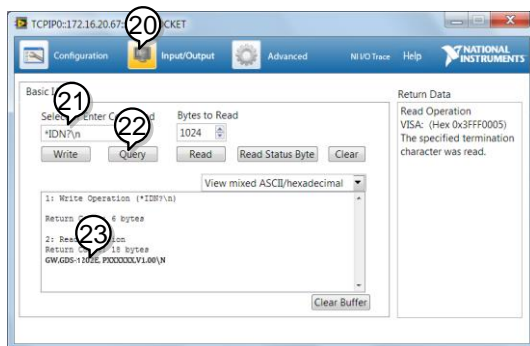 TCPIP0::172.16.20.67: CKET
20
Configuration Input/Output Advanced NI I/O Trace Help NATIONAL INSTRUMENTS
Basic I
Return Data
21
22
Enter C d
Bytes to Read
*IDN?\n
1024
Write Query Read Read Status Byte Clear
Read Operation
VISA: (Hex 0x3FFF0005)
The specified termination
character was read.
View mixed ASCII/hexadecimal
1: Write Operation (*IDN?\n)
Return C 6 bytes
23
2: Rea ion
Return 18 bytes
GW,GDS-1202E, PXXXXXX,V1.00\N
Clear Buffer